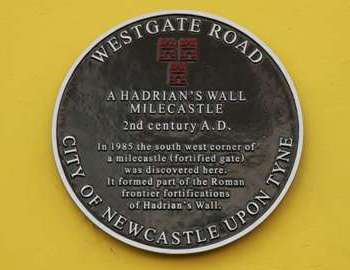 WESTGATE ROAD
A HADRIAN'S WALL
MILECASTLE
2nd century A.D.
In 1985 the south west corner of
a milecastle (fortified gate)
was discovered here.
It formed part of the Roman
frontier fortifications
of Hadrian's Wall.
CITY OF NEWCASTLE UPON TYNE